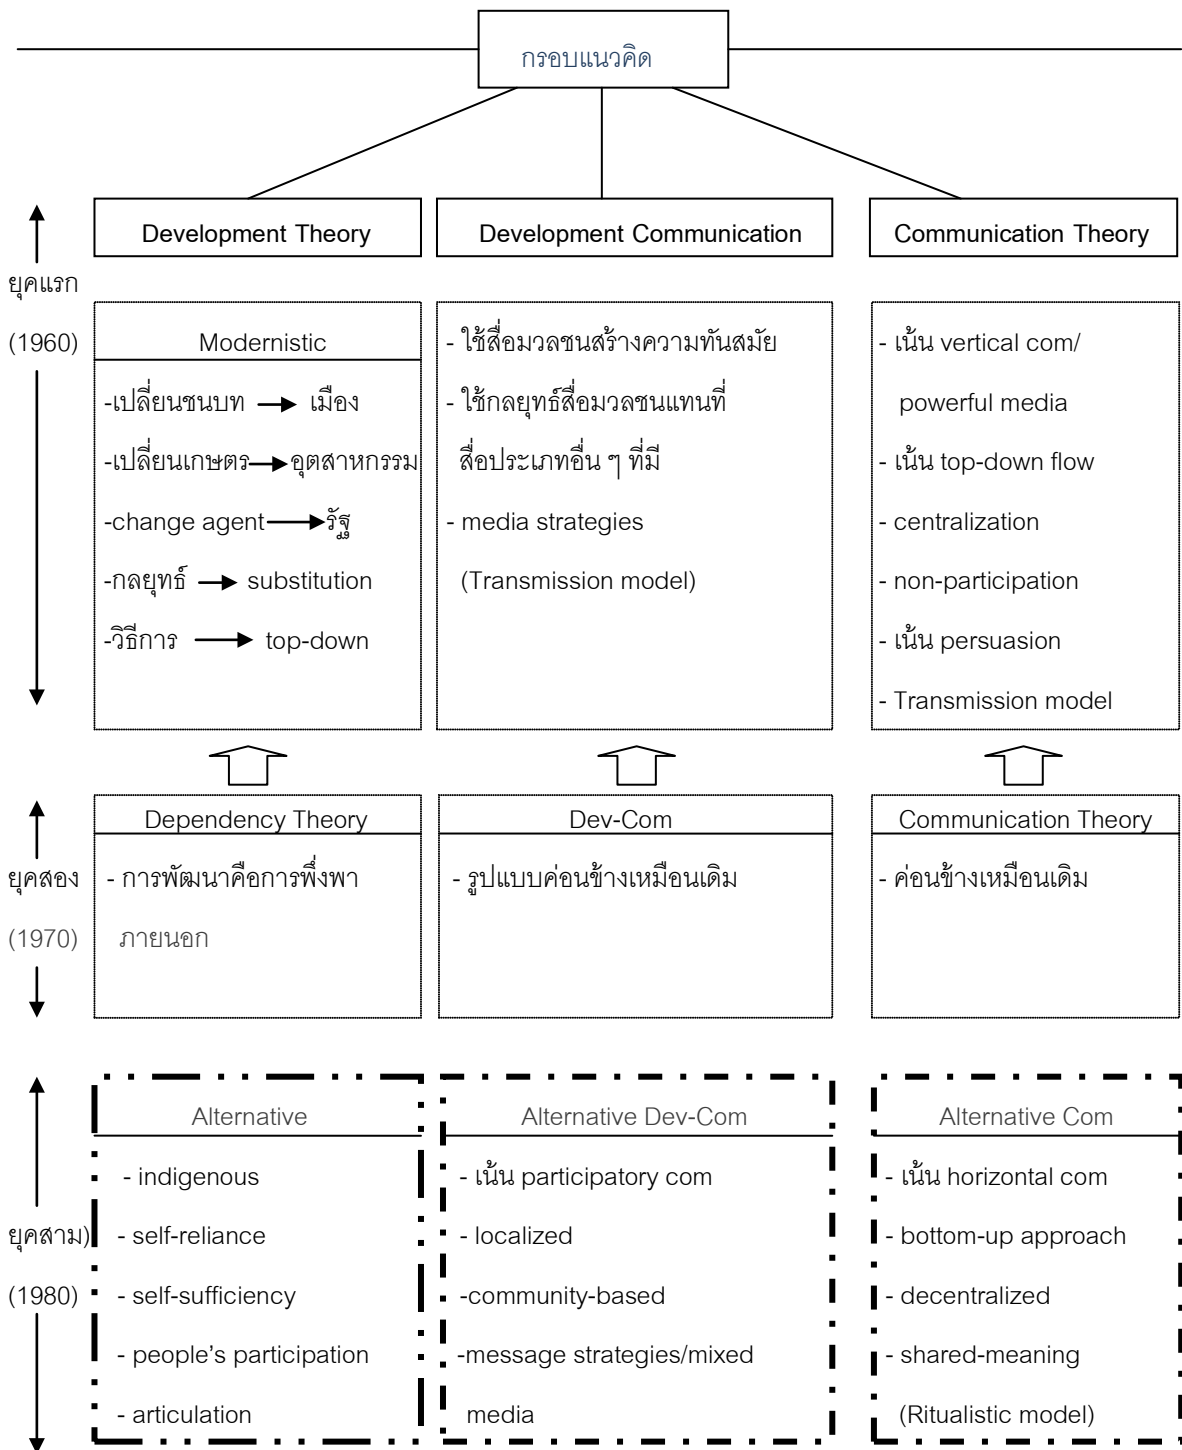 กรอบแนวคิด
Development Theory
Development Communication
Communication Theory
ยุคแรก
(1960)
Modernistic
-เปลี่ยนชนบท → เมือง
-เปลี่ยนเกษตร → อุตสาหกรรม
-change agent → รัฐ
-กลยุทธ์ → substitution
-วิธีการ → top-down
- ใช้สื่อมวลชนสร้างความทันสมัย
- ใช้กลยุทธ์สื่อมวลชนแทนที่
สื่อประเภทอื่น ๆ ที่มี
- media strategies
(Transmission model)
- เน้น vertical com/
powerful media
- เน้น top-down flow
- centralization
- non-participation
- เน้น persuasion
- Transmission model
ยุคสอง
(1970)
Dependency Theory
- การพัฒนาคือการพึ่งพา
ภายนอก
Dev-Com
- รูปแบบค่อนข้างเหมือนเดิม
Communication Theory
- ค่อนข้างเหมือนเดิม
ยุคสาม)
(1980)
Alternative
- indigenous
- self-reliance
- self-sufficiency
- people's participation
- articulation
Alternative Dev-Com
- เน้น participatory com
- localized
-community-based
-message strategies/mixed
media
Alternative Com
- เน้น horizontal com
- bottom-up approach
- decentralized
- shared-meaning
(Ritualistic model)